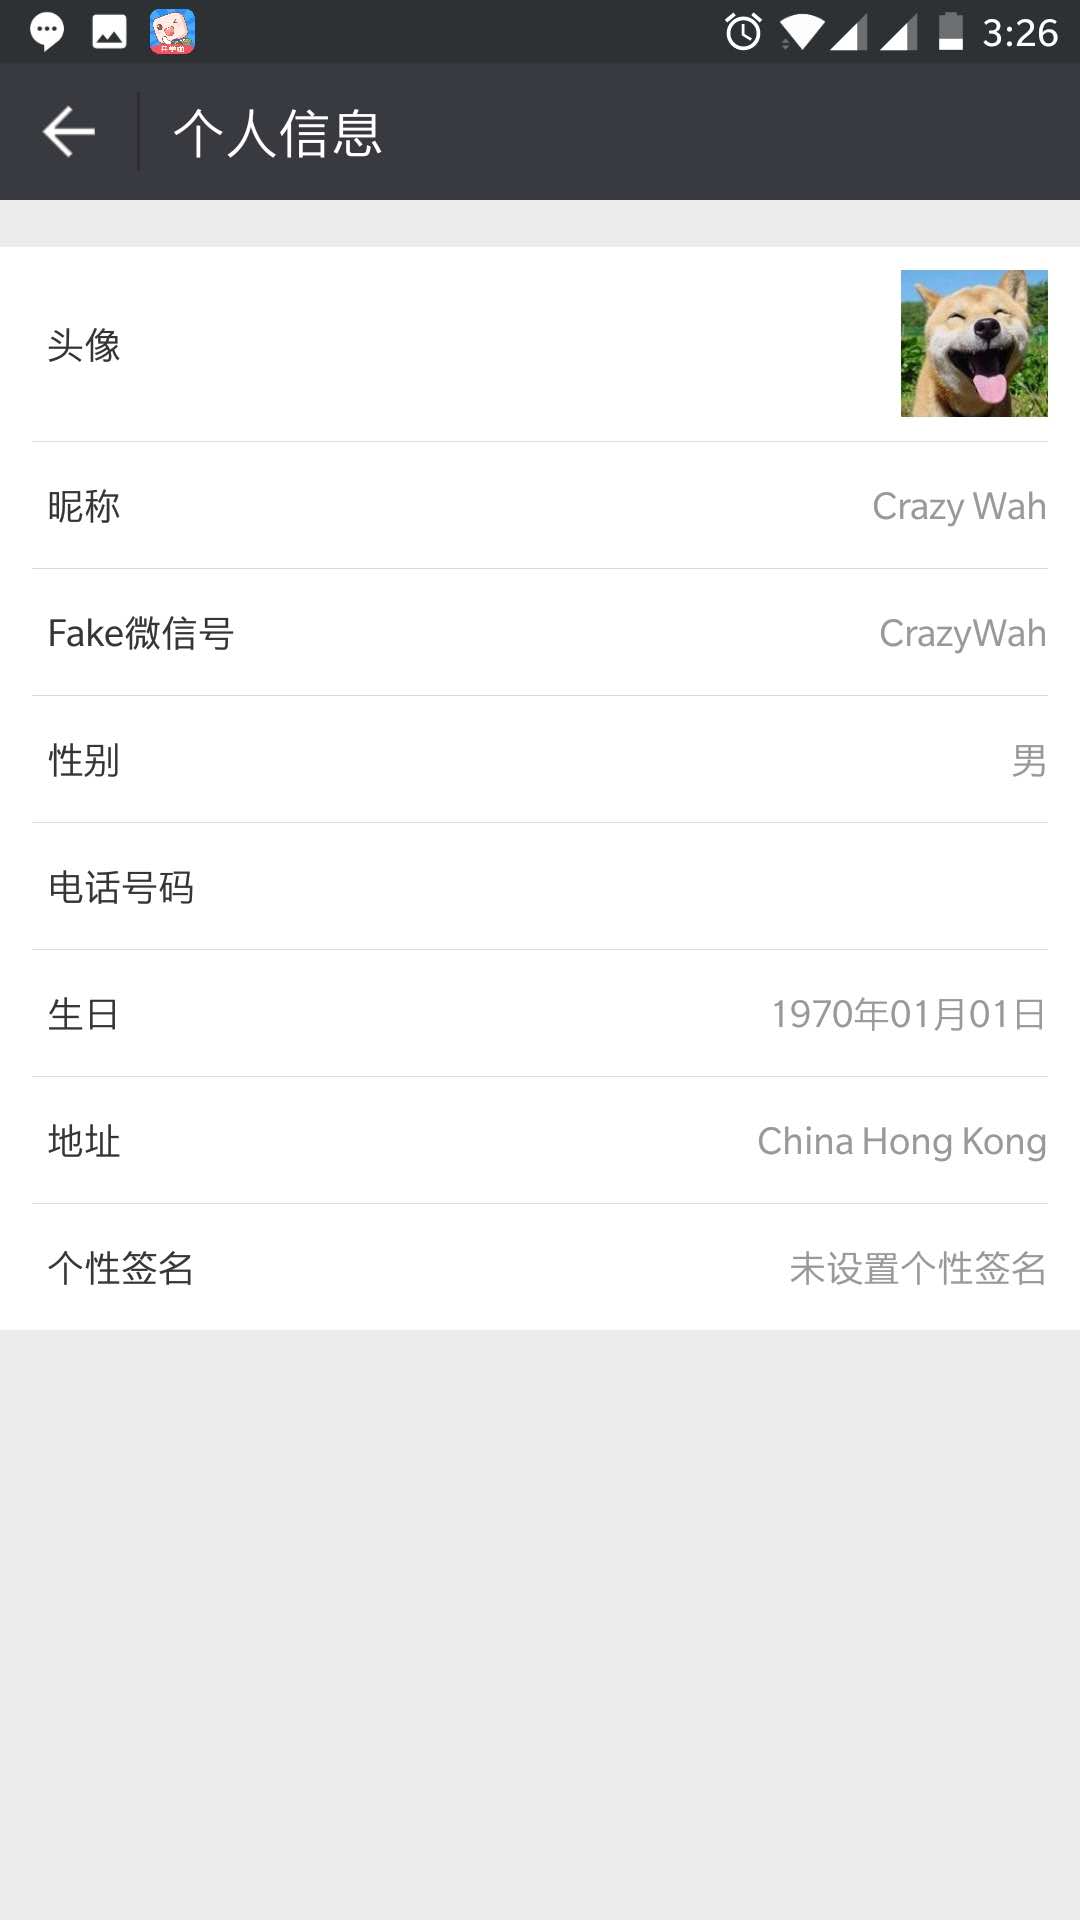 3:26
个人信息
头像
昵称 Crazy Wah
Fake微信号 CrazyWah
性别 男
电话号码
生日 1970年01月01日
地址 China Hong Kong
个性签名 未设置个性签名